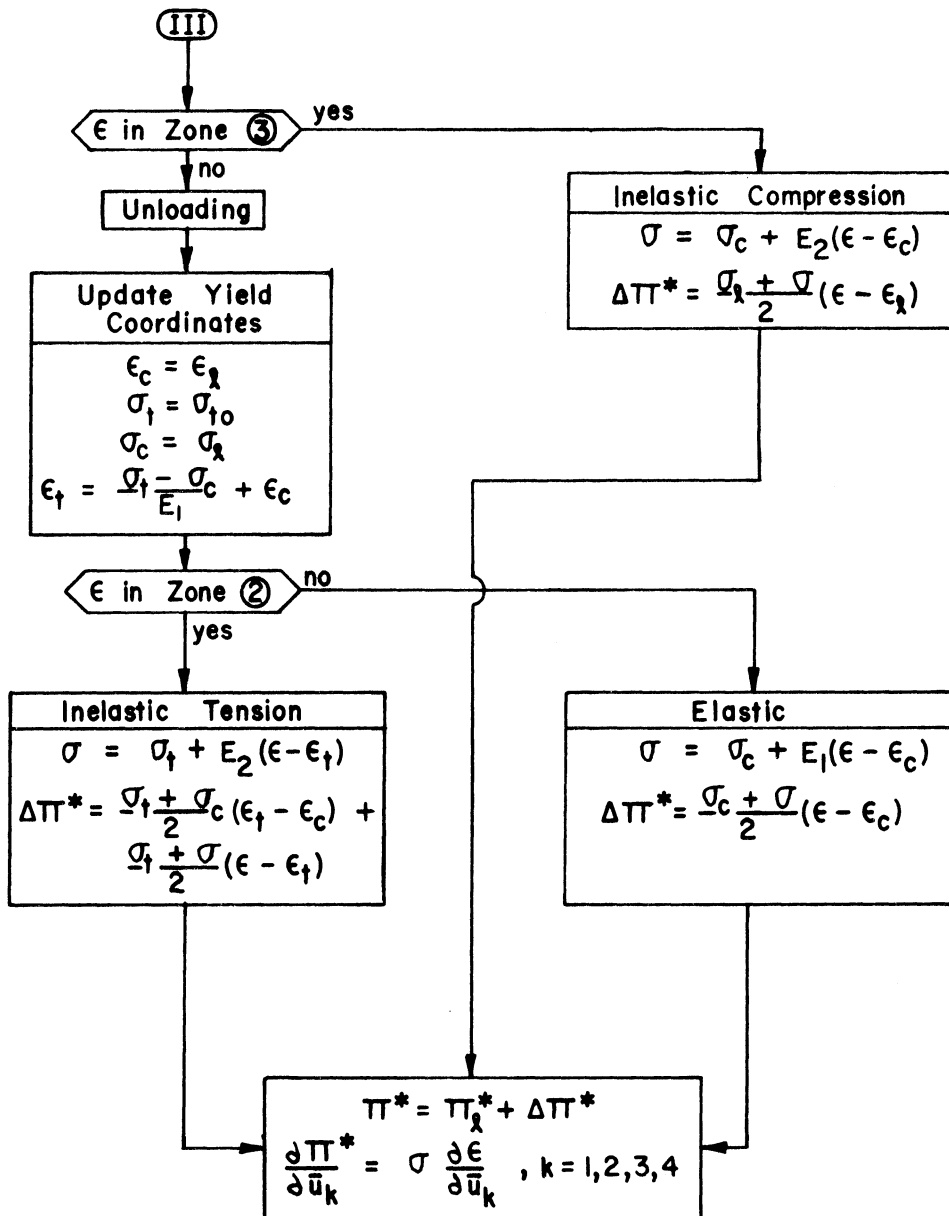 III
ϵ in Zone ③
yes
no
Unloading
Inelastic Compression
σ = σc + E2(ϵ - ϵc)
ΔΠ* = σℓ + σ / 2 (ϵ - ϵℓ)
Update Yield
Coordinates
ϵc = ϵℓ
σt = σto
σc = σℓ
ϵt = σt - σc / E1 + ϵc
ϵ in Zone ②
no
yes
Inelastic Tension
σ = σt + E2(ϵ-ϵt)
ΔΠ* = σt + σc / 2 (ϵt - ϵc) +
σt + σ / 2 (ϵ - ϵt)
Elastic
σ = σc + E1(ϵ - ϵc)
ΔΠ* = σc + σ / 2 (ϵ - ϵc)
Π* = Πℓ* + ΔΠ*
∂Π* / ∂ūk = σ ∂ϵ / ∂ūk , k = 1,2,3,4